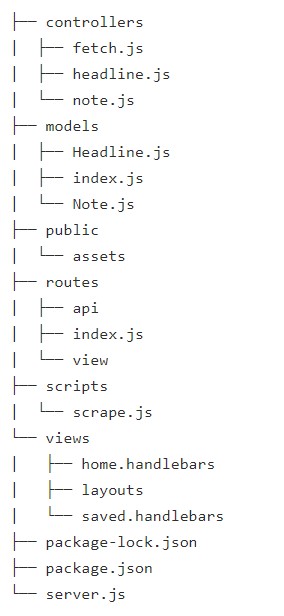 ├── controllers
│   ├── fetch.js
│   ├── headline.js
│   └── note.js
├── models
│   ├── Headline.js
│   ├── index.js
│   └── Note.js
├── public
│   └── assets
├── routes
│   ├── api
│   ├── index.js
│   └── view
├── scripts
│   └── scrape.js
└── views
│    ├── home.handlebars
│    ├── layouts
│    └── saved.handlebars
├── package-lock.json
├── package.json
└── server.js